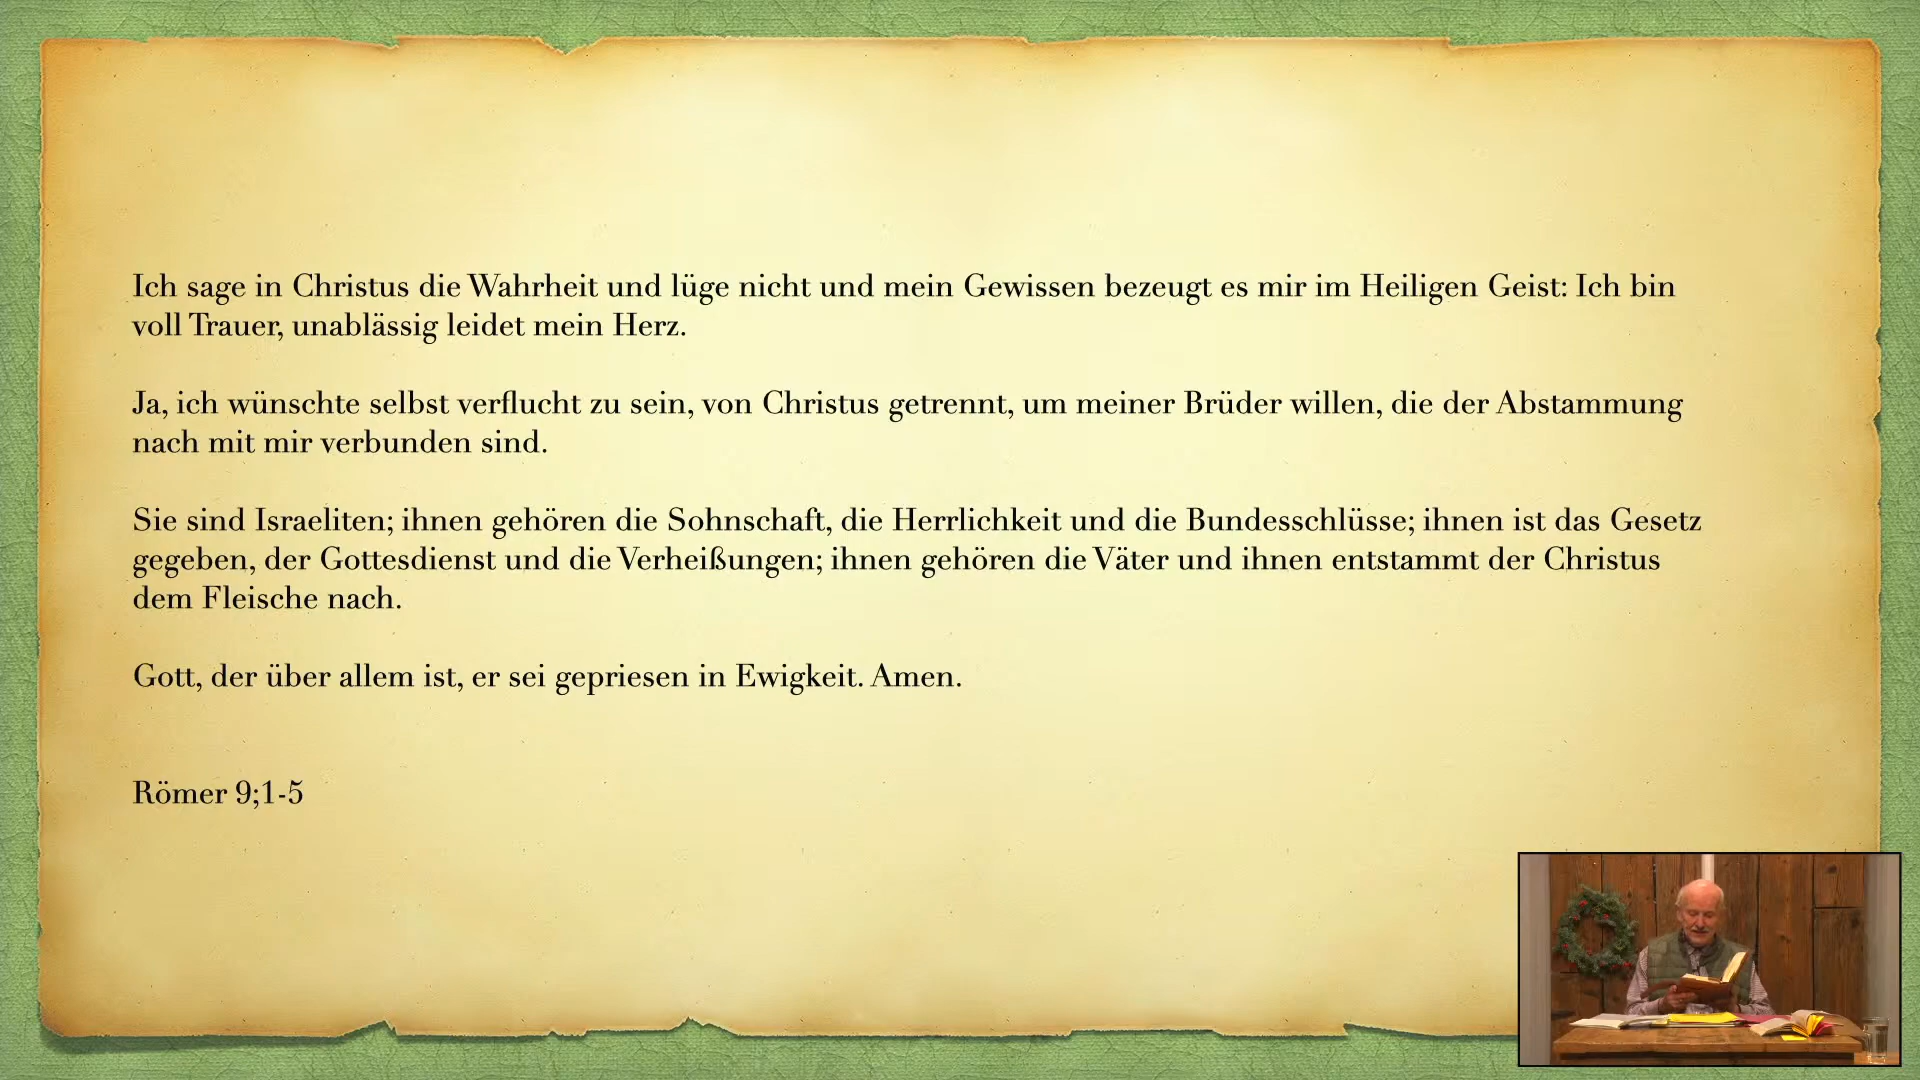 Ich sage in Christus die Wahrheit und lüge nicht und mein Gewissen bezeugt es mir im Heiligen Geist: Ich bin
voll Trauer, unablässig leidet mein Herz.
Ja, ich wünschte selbst verflucht zu sein, von Christus getrennt, um meiner Brüder willen, die der Abstammung
nach mit mir verbunden sind.
Sie sind Israeliten; ihnen gehören die Sohnschaft, die Herrlichkeit und die Bundesschlüsse; ihnen ist das Gesetz
gegeben, der Gottesdienst und die Verheißungen; ihnen gehören die Väter und ihnen entstammt der Christus
dem Fleische nach.
Gott, der über allem ist, er sei gepriesen in Ewigkeit. Amen.
Römer 9;1-5